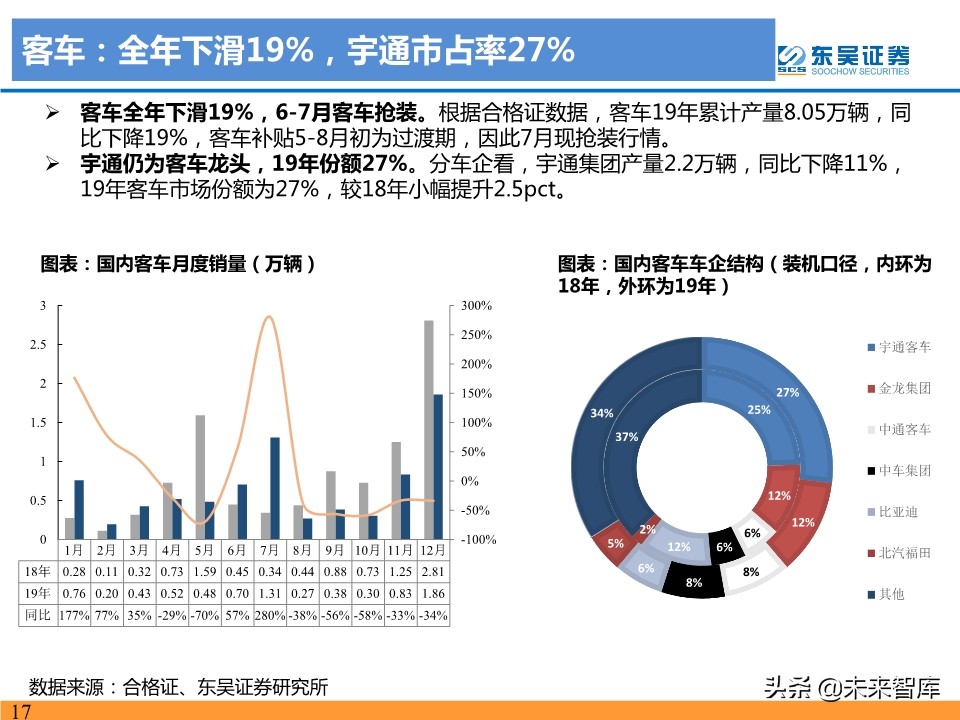 客车：全年下滑19%，宇通市占率27%
SCS
东吴证券
SOOCHOW SECURITIES
➢ 客车全年下滑19%，6-7月客车抢装。根据合格证数据，客车19年累计产量8.05万辆，同
比下降19%，客车补贴5-8月初为过渡期，因此7月现抢装行情。
➢ 宇通仍为客车龙头，19年份额27%。分车企看，宇通集团产量2.2万辆，同比下降11%，
19年客车市场份额为27%，较18年小幅提升2.5pct。
图表：国内客车月度销量（万辆）
3
2.5
2
1.5
1
0.5
0
300%
250%
200%
150%
100%
50%
0%
-50%
-100%
1月 2月 3月 4月 5月 6月 7月 8月 9月 10月 11月 12月
18年 0.28 0.11 0.32 0.73 1.59 0.45 0.34 0.44 0.88 0.73 1.25 2.81
19年 0.76 0.20 0.43 0.52 0.48 0.70 1.31 0.27 0.38 0.30 0.83 1.86
同比 177% 77% 35% -29% -70% 57% 280% -38% -56% -58% -33% -34%
图表：国内客车车企结构（装机口径，内环为
18年，外环为19年）
27%
25%
12%
12%
6%
8%
6%
8%
12%
6%
2%
5%
37%
34%
宇通客车
金龙集团
中通客车
中车集团
比亚迪
北汽福田
其他
数据来源：合格证、东吴证券研究所
头条 @未来智库
17